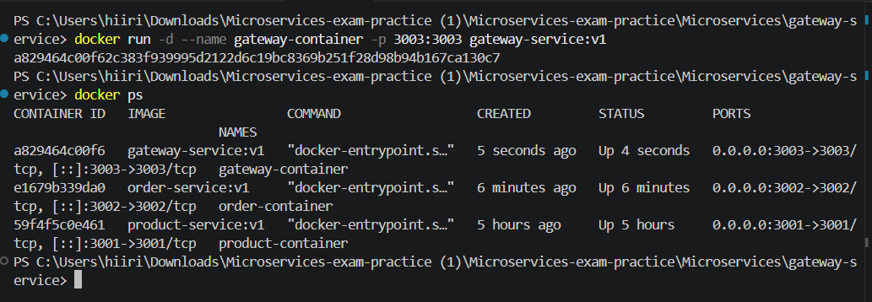 PS C:\Users\hiiri\Downloads\Microservices-exam-practice (1)\Microservices-exam-practice\Microservices\gateway-s
ervice> docker run -d --name gateway-container -p 3003:3003 gateway-service:v1
a829464c00f62c383f939995d2122d6c19bc8369b251f28d98b94b167ca130c7
PS C:\Users\hiiri\Downloads\Microservices-exam-practice (1)\Microservices-exam-practice\Microservices\gateway-s
ervice> docker ps
CONTAINER ID   IMAGE                COMMAND                  CREATED         STATUS         PORTS
                          NAMES
a829464c00f6   gateway-service:v1   "docker-entrypoint.s…"   5 seconds ago   Up 4 seconds   0.0.0.0:3003->3003/
tcp, [::]:3003->3003/tcp   gateway-container
e1679b339da0   order-service:v1     "docker-entrypoint.s…"   6 minutes ago   Up 6 minutes   0.0.0.0:3002->3002/
tcp, [::]:3002->3002/tcp   order-container
59f4f5c0e461   product-service:v1   "docker-entrypoint.s…"   5 hours ago     Up 5 hours     0.0.0.0:3001->3001/
tcp, [::]:3001->3001/tcp   product-container
PS C:\Users\hiiri\Downloads\Microservices-exam-practice (1)\Microservices-exam-practice\Microservices\gateway-s
ervice>